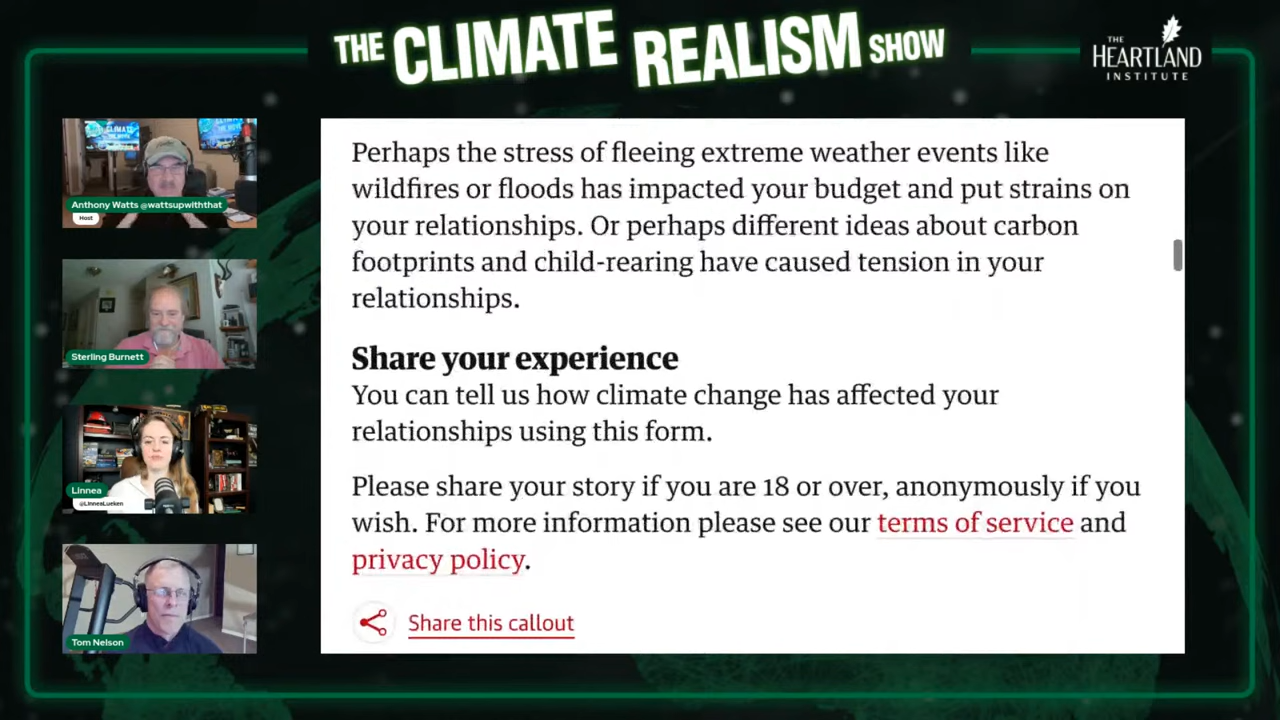 THE CLIMATE REALISM SHOW
THE
HEARTLAND
INSTITUTE
CLIMATE
THE MOVIE
Anthony Watts @wattsupwiththat
Host
Sterling Burnett
Linnea
@LinneaLueken
Tom Nelson
Perhaps the stress of fleeing extreme weather events like
wildfires or floods has impacted your budget and put strains on
your relationships. Or perhaps different ideas about carbon
footprints and child-rearing have caused tension in your
relationships.
Share your experience
You can tell us how climate change has affected your
relationships using this form.
Please share your story if you are 18 or over, anonymously if you
wish. For more information please see our terms of service and
privacy policy.
Share this callout